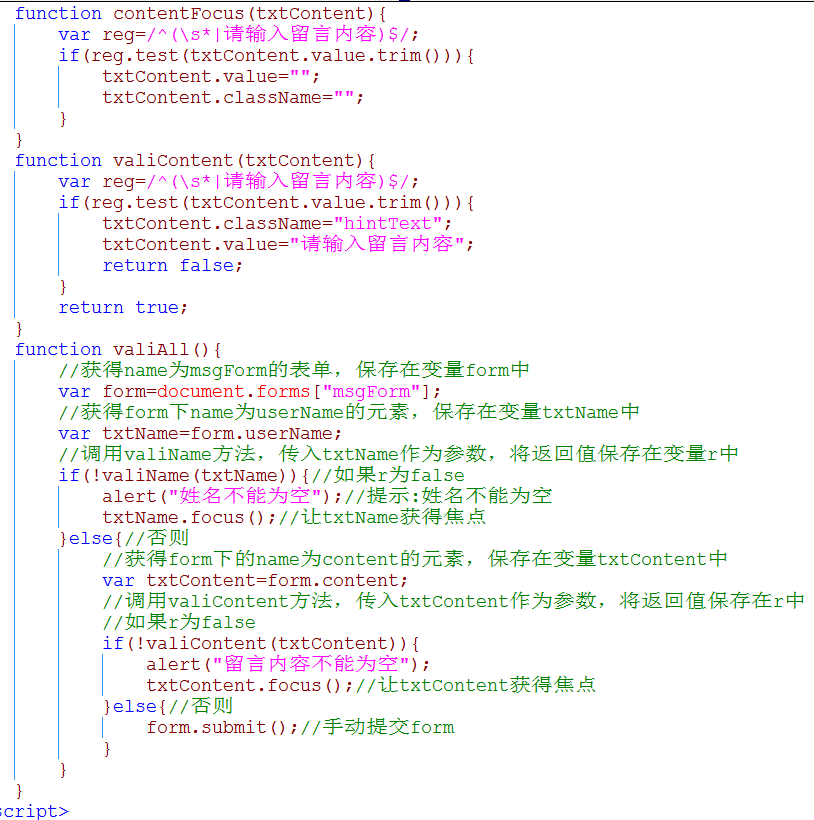 function contentFocus(txtContent){
    var reg=/^(\s*|请输入留言内容)$/;
    if(reg.test(txtContent.value.trim())){
        txtContent.value="";
        txtContent.className="";
    }
}
function valiContent(txtContent){
    var reg=/^(\s*|请输入留言内容)$/;
    if(reg.test(txtContent.value.trim())){
        txtContent.className="hintText";
        txtContent.value="请输入留言内容";
        return false;
    }
    return true;
}
function valiAll(){
    //获得name为msgForm的表单，保存在变量form中
    var form=document.forms["msgForm"];
    //获得form下name为userName的元素，保存在变量txtName中
    var txtName=form.userName;
    //调用valiName方法，传入txtName作为参数，将返回值保存在变量r中
    if(!valiName(txtName)){//如果r为false
        alert("姓名不能为空");//提示:姓名不能为空
        txtName.focus();//让txtName获得焦点
    }else{//否则
        //获得form下的name为content的元素，保存在变量txtContent中
        var txtContent=form.content;
        //调用valiContent方法，传入txtContent作为参数，将返回值保存在r中
        //如果r为false
        if(!valiContent(txtContent)){
            alert("留言内容不能为空");
            txtContent.focus();//让txtContent获得焦点
        }else{//否则
            form.submit();//手动提交form
        }
    }
}
script>